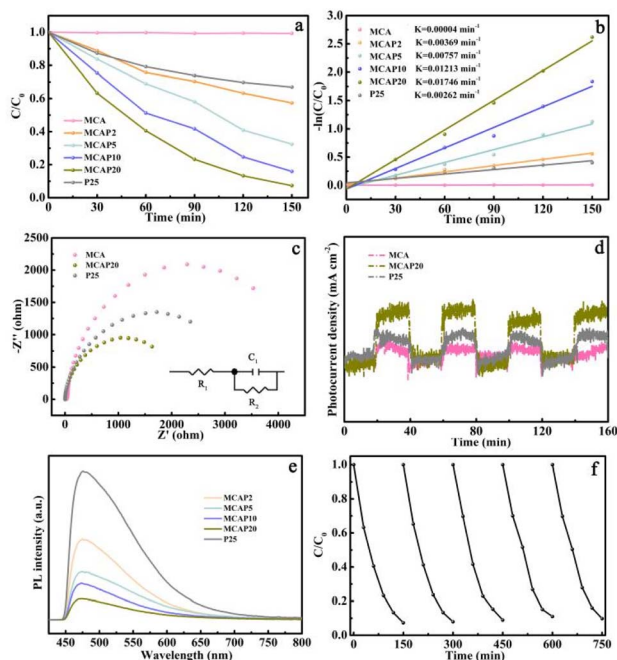 a
C/C0
1.0
0.8
0.6
0.4
0.2
0.0
MCA
MCAP2
MCAP5
MCAP10
MCAP20
P25
0 30 60 90 120 150
Time (min)
b
-ln(C/C0)
3.0
2.5
2.0
1.5
1.0
0.5
0.0
MCA K=0.00004 min-1
MCAP2 K=0.00369 min-1
MCAP5 K=0.00757 min-1
MCAP10 K=0.01213 min-1
MCAP20 K=0.01746 min-1
P25 K=0.00262 min-1
0 30 60 90 120 150
Time (min)
c
-Z'' (ohm)
2500
2000
1500
1000
500
0
MCA
MCAP20
P25
R1
C1
R2
0 1000 2000 3000 4000
Z' (ohm)
d
Photocurrent density (mA cm-2)
MCA
MCAP20
P25
0 40 80 120 160
Time (min)
e
PL intensity (a.u.)
MCAP2
MCAP5
MCAP10
MCAP20
P25
450 500 550 600 650 700 750 800
Wavelength (nm)
f
C/C0
1.0
0.8
0.6
0.4
0.2
0.0
0 150 300 450 600 750
Time (min)